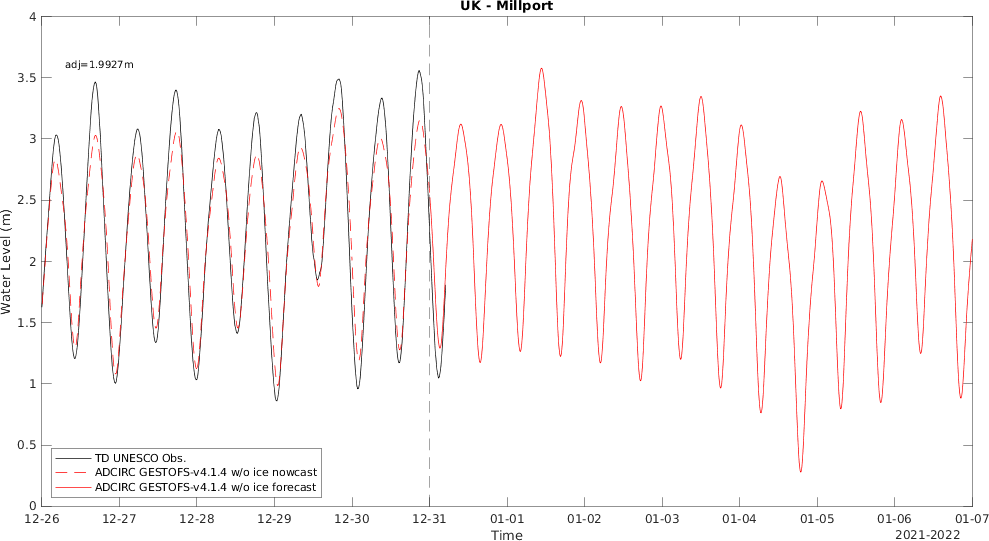 UK - Millport
4
adj=1.9927m
3.5
3
2.5
2
1.5
1
0.5
0
Water Level (m)
TD UNESCO Obs.
ADCIRC GESTOFS-v4.1.4 w/o ice nowcast
ADCIRC GESTOFS-v4.1.4 w/o ice forecast
12-26 12-27 12-28 12-29 12-30 12-31 01-01 01-02 01-03 01-04 01-05 01-06 01-07
Time
2021-2022